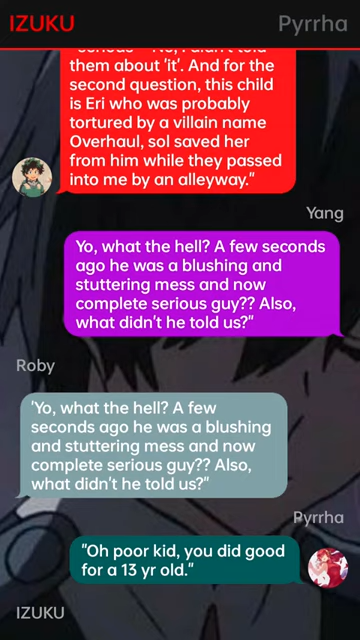 IZUKU
Pyrrha
them about 'it'. And for the
second question, this child
is Eri who was probably
tortured by a villain name
Overhaul, soI saved her
from him while they passed
into me by an alleyway."
Yang
Yo, what the hell? A few seconds
ago he was a blushing and
stuttering mess and now
complete serious guy?? Also,
what didn't he told us?"
Roby
'Yo, what the hell? A few
seconds ago he was a blushing
and stuttering mess and now
complete serious guy?? Also,
what didn't he told us?"
Pyrrha
"Oh poor kid, you did good
for a 13 yr old."
IZUKU